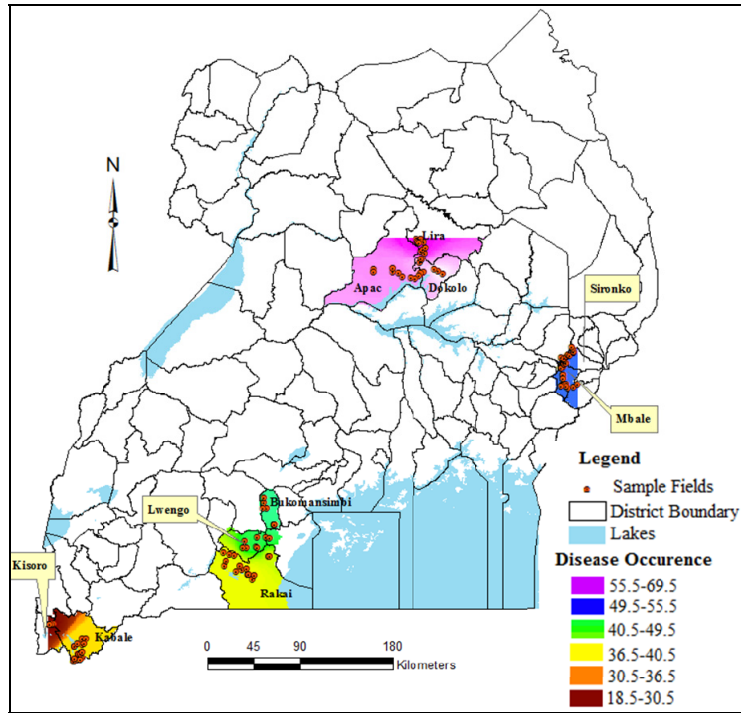 N
Lira
Apac
Dokolo
Sironko
Mbale
Bukomansimbi
Lwengo
Kisoro
Rakai
Kabale
0 45 90 180
Kilometers
Legend
Sample Fields
District Boundary
Lakes
Disease Occurence
55.5-69.5
49.5-55.5
40.5-49.5
36.5-40.5
30.5-36.5
18.5-30.5